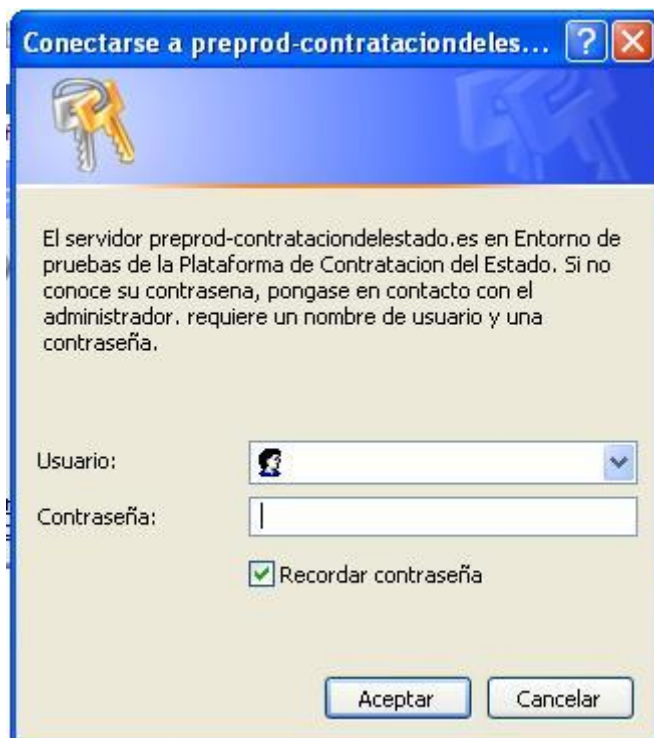 Conectarse a preprod-contrataciondeles...
El servidor preprod-contrataciondelestado.es en Entorno de
pruebas de la Plataforma de Contratacion del Estado. Si no
conoce su contrasena, pongase en contacto con el
administrador. requiere un nombre de usuario y una
contraseña.
Usuario:
Contraseña:
Recordar contraseña
Aceptar Cancelar